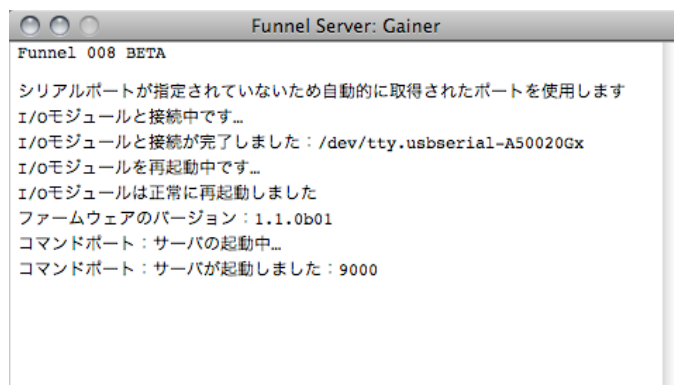 Funnel Server: Gainer
Funnel 008 BETA
シリアルポートが指定されていないため自動的に取得されたポートを使用します
I/Oモジュールと接続中です…
I/Oモジュールと接続が完了しました：/dev/tty.usbserial-A50020Gx
I/Oモジュールを再起動中です…
I/Oモジュールは正常に再起動しました
ファームウェアのバージョン：1.1.0b01
コマンドポート：サーバの起動中…
コマンドポート：サーバが起動しました：9000